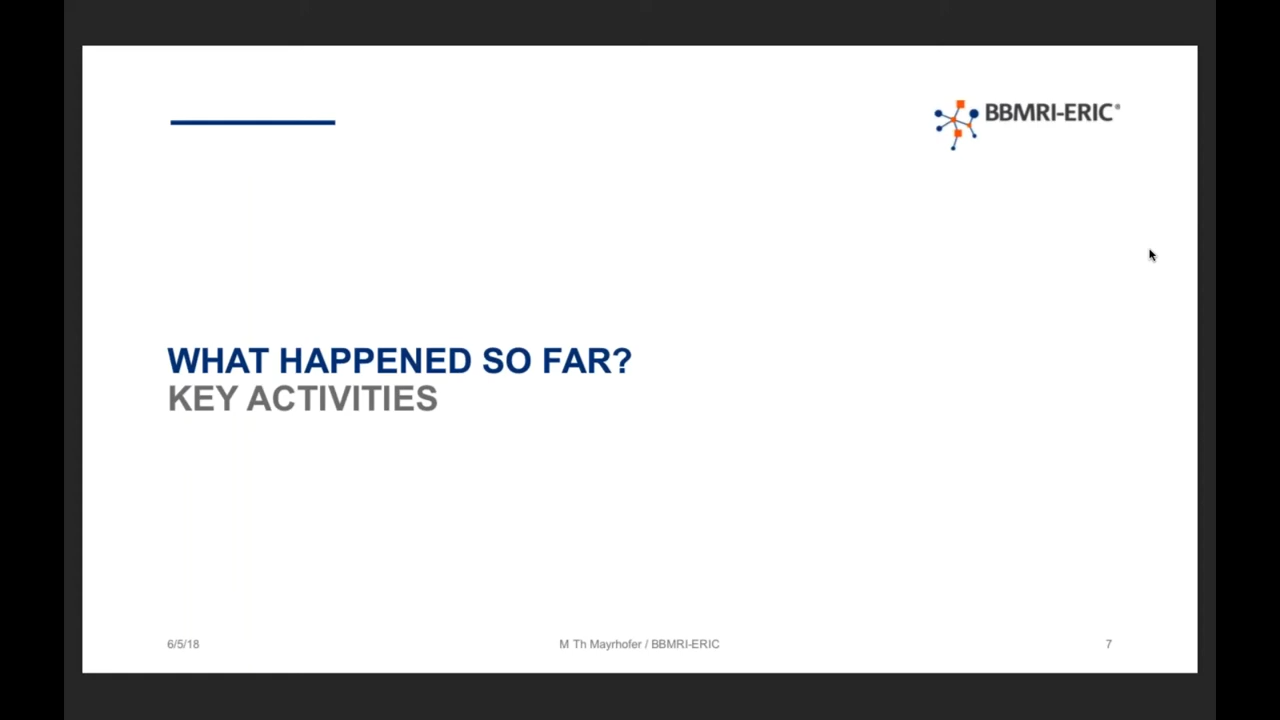 BBMRI-ERIC®
WHAT HAPPENED SO FAR?
KEY ACTIVITIES
6/5/18
M Th Mayrhofer / BBMRI-ERIC
7